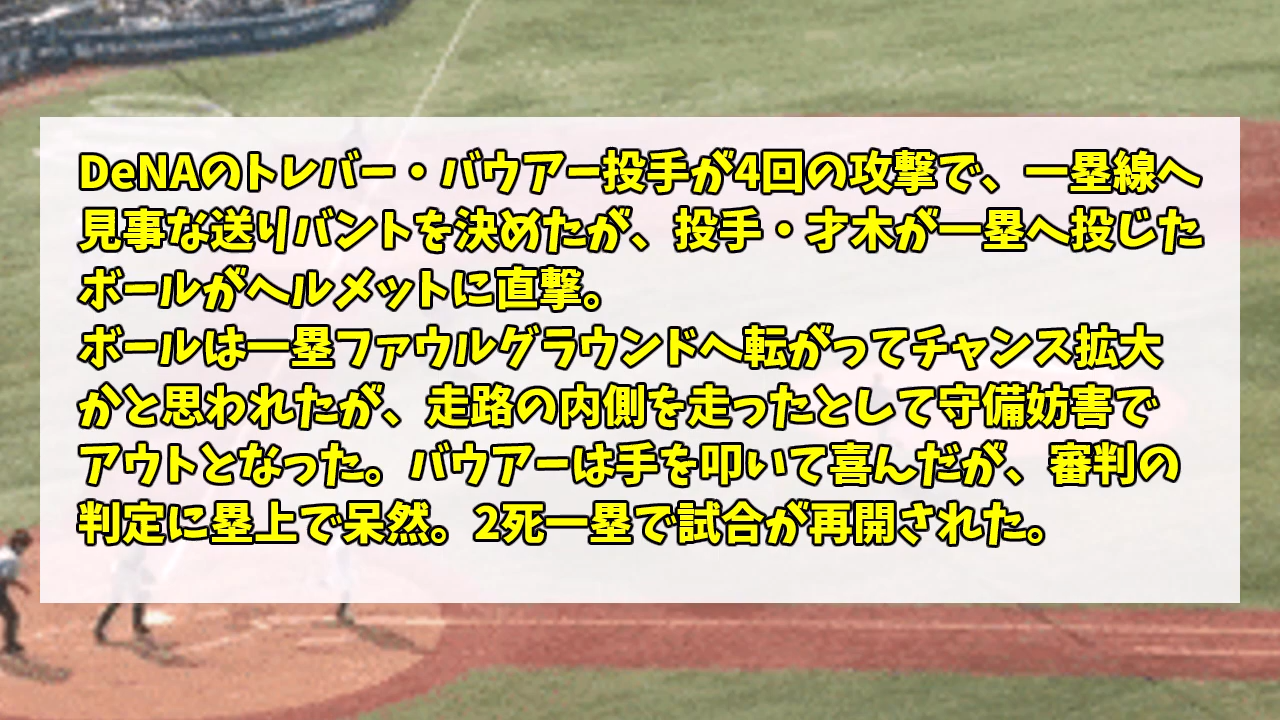 DeNAのトレバー・バウアー投手が4回の攻撃で、一塁線へ
見事な送りバントを決めたが、投手・才木が一塁へ投じた
ボールがヘルメットに直撃。
ボールは一塁ファウルグラウンドへ転がってチャンス拡大
かと思われたが、走路の内側を走ったとして守備妨害で
アウトとなった。バウアーは手を叩いて喜んだが、審判の
判定に塁上で呆然。2死一塁で試合が再開された。